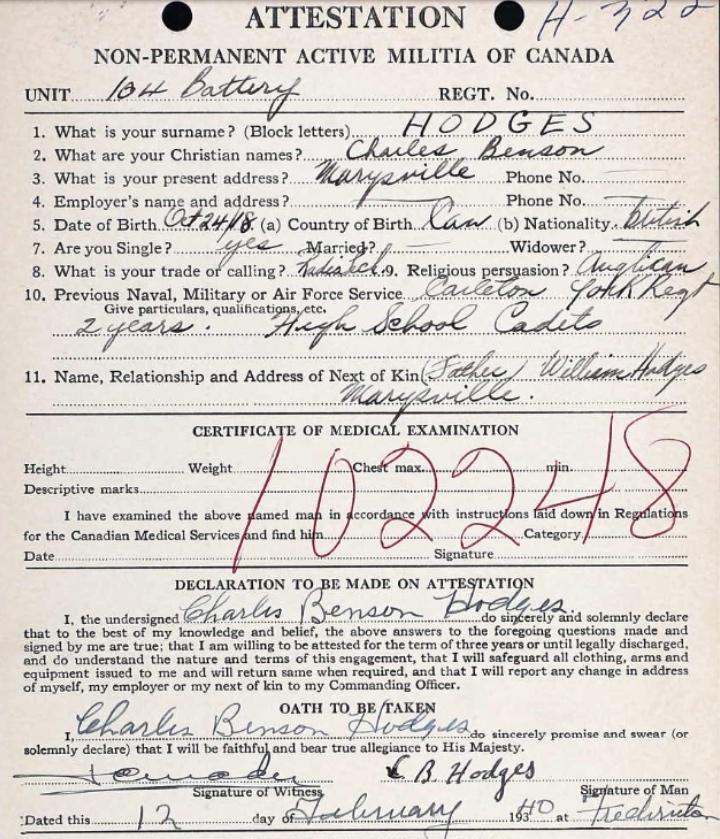 ATTESTATION H-322
NON-PERMANENT ACTIVE MILITIA OF CANADA
UNIT 104 Battery REGT. No.
1. What is your surname? (Block letters) HODGES
2. What are your Christian names? Charles Benson
3. What is your present address? Marysville Phone No.
4. Employer's name and address? Phone No.
5. Date of Birth Oct 24/18 (a) Country of Birth Can (b) Nationality British
7. Are you Single? yes Married? Widower?
8. What is your trade or calling? Radio Tech. 9. Religious persuasion? Anglican
10. Previous Naval, Military or Air Force Service Carleton York Regt
Give particulars, qualifications, etc.
2 years. High School Cadets
11. Name, Relationship and Address of Next of Kin (Father) William Hodges
Marysville.
CERTIFICATE OF MEDICAL EXAMINATION
102248
Height Weight Chest max. min.
Descriptive marks
I have examined the above named man in accordance with instructions laid down in Regulations
for the Canadian Medical Services and find him Category
Date Signature
DECLARATION TO BE MADE ON ATTESTATION
I, the undersigned Charles Benson Hodges. do sincerely and solemnly declare
that to the best of my knowledge and belief, the above answers to the foregoing questions made and
signed by me are true; that I am willing to be attested for the term of three years or until legally discharged,
and do understand the nature and terms of this engagement, that I will safeguard all clothing, arms and
equipment issued to me and will return same when required, and that I will report any change in address
of myself, my employer or my next of kin to my Commanding Officer.
OATH TO BE TAKEN
I, Charles Benson Hodges do sincerely promise and swear (or
solemnly declare) that I will be faithful and bear true allegiance to His Majesty.
C B. Hodges
Signature of Witness Signature of Man
Dated this 12 day of February 1940 at Fredericton